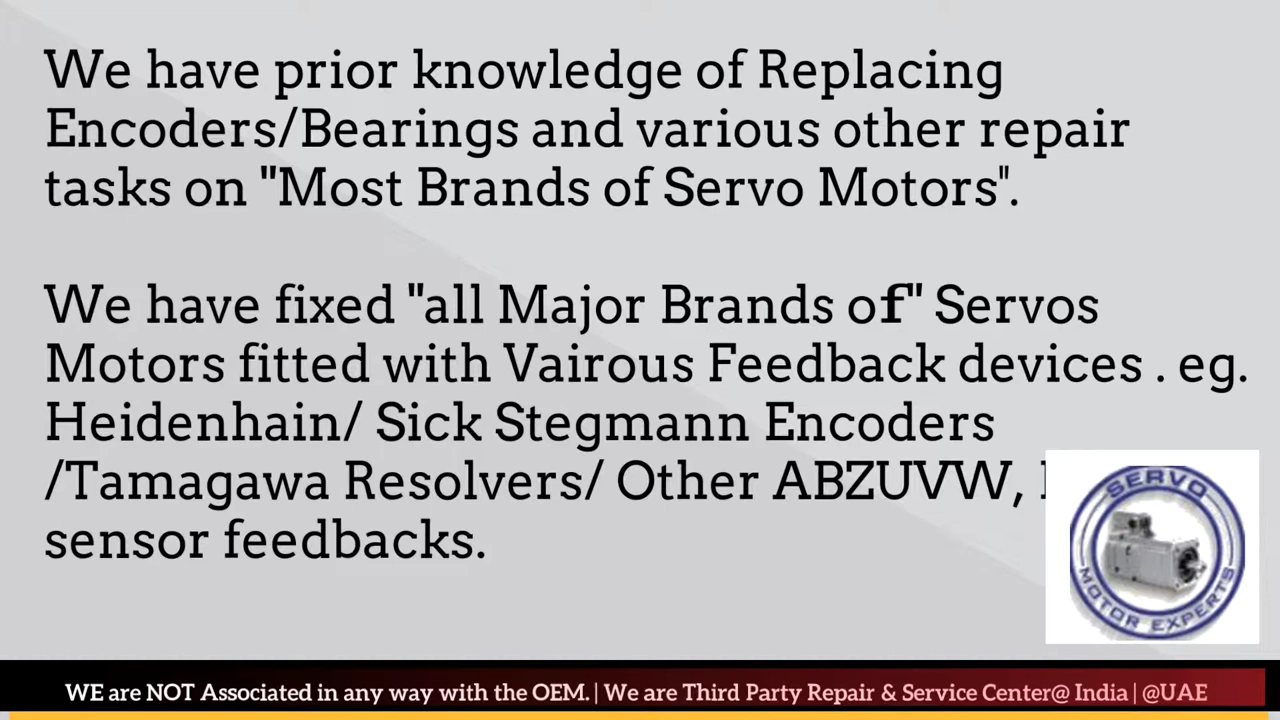 We have prior knowledge of Replacing
Encoders/Bearings and various other repair
tasks on "Most Brands of Servo Motors".
We have fixed "all Major Brands of" Servos
Motors fitted with Vairous Feedback devices . eg.
Heidenhain/ Sick Stegmann Encoders
/Tamagawa Resolvers/ Other ABZUVW,
sensor feedbacks.
SERVO
MOTOR EXPERTS
WE are NOT Associated in any way with the OEM. | We are Third Party Repair & Service Center@ India | @UAE